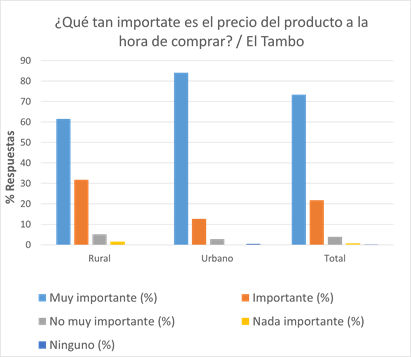 ¿Qué tan importate es el precio del producto a la
hora de comprar? / El Tambo
% Respuestas
90
80
70
60
50
40
30
20
10
0
Rural Urbano Total
Muy importante (%) Importante (%)
No muy importante (%) Nada importante (%)
Ninguno (%)